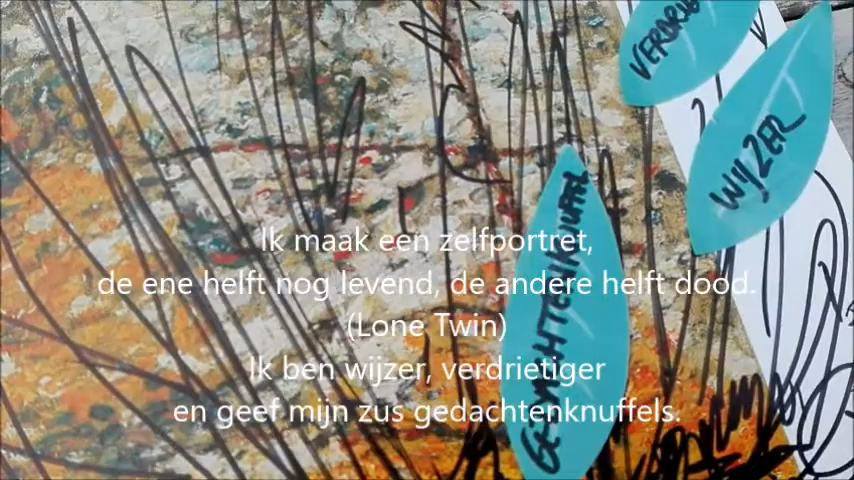 VERDRIE
WIJZER
GEDACHTENKNUFFEL
Ik maak een zelfportret,
de ene helft nog levend, de andere helft dood.
(Lone Twin)
Ik ben wijzer, verdrietiger
en geef mijn zus gedachtenknuffels.